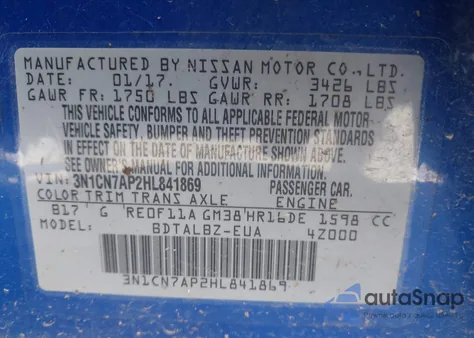 MANUFACTURED BY NISSAN MOTOR CO., LTD.
DATE: 01/17. GVWR: 3426 LBS
GAWR FR: 1750 LBS GAWR RR: 1708 LBS
THIS VEHICLE CONFORMS TO ALL APPLICABLE FEDERAL MOTOR
VEHICLE SAFETY, BUMPER AND THEFT PREVENTION STANDARDS
IN EFFECT ON THE DATE OF MANUFACTURE SHOWN ABOVE.
SEE OWNER'S MANUAL FOR ADDITIONAL INFORMATION.
VIN: 3N1CN7AP2HL841869 PASSENGER CAR.
COLOR TRIM TRANS AXLE ENGINE
B17 G RE0F11A GM38 HR16DE 1598 CC
MODEL: BDTALBZ-EUA 4Z000
3N1CN7AP2HL841869
autoSnap